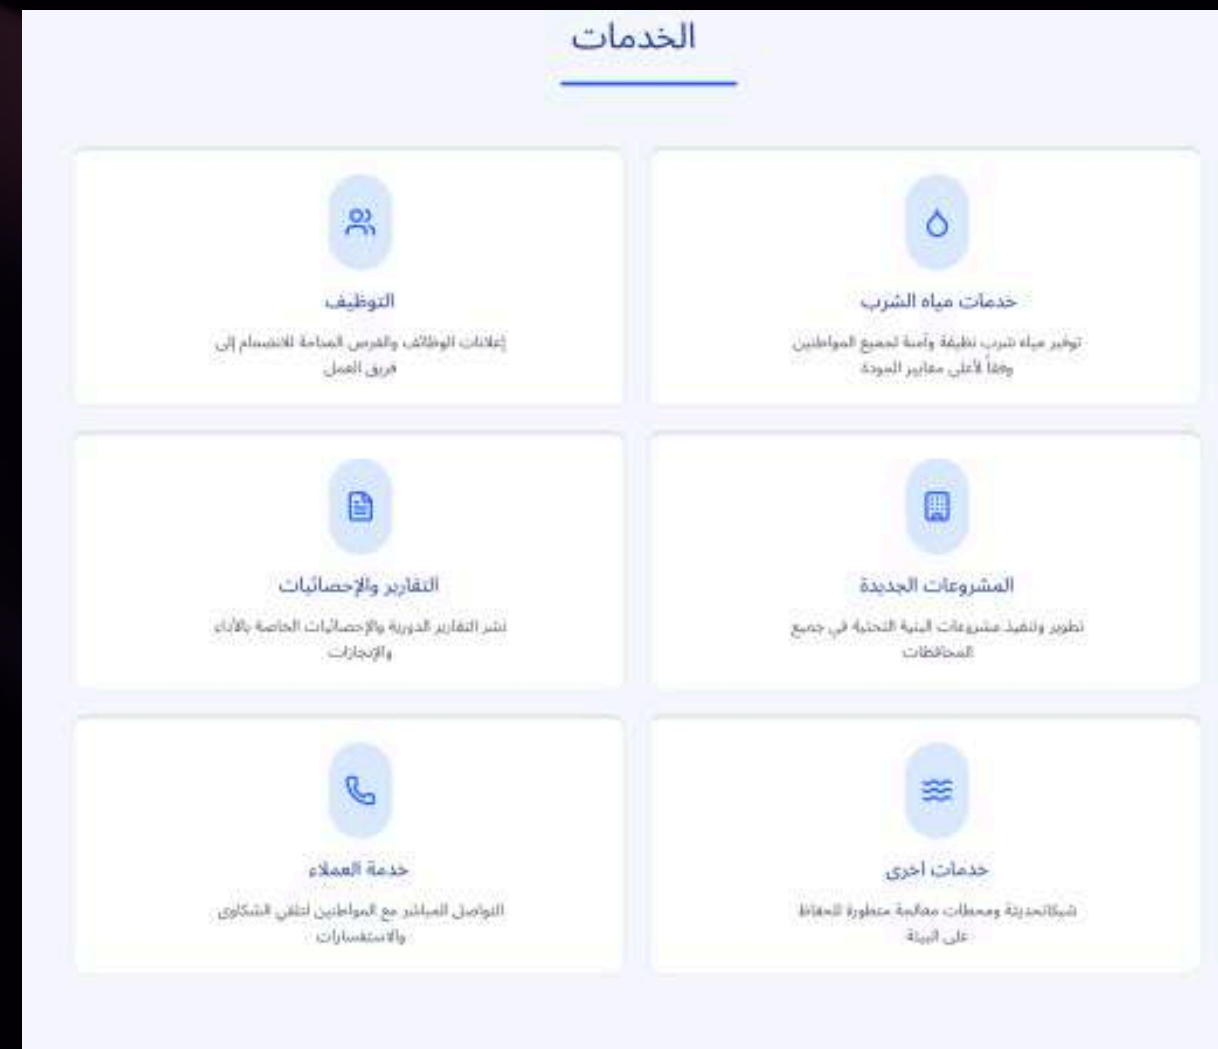 الخدمات
خدمات مياه الشرب
توفير مياه شرب نظيفة وآمنة لجميع المواطنين
وفقاً لأعلى معايير الجودة
التوظيف
إعلانات الوظائف والفرص المتاحة للانضمام إلى
فريق العمل
المشروعات الجديدة
تطوير وتنفيذ مشروعات البنية التحتية في جميع
المحافظات
التقارير والإحصائيات
نشر التقارير الدورية والإحصائيات الخاصة بالأداء
والإنجازات
خدمات اخرى
شبكاتحديثة ومحطات معالجة متطورة للحفاظ
على البيئة
خدمة العملاء
التواصل المباشر مع المواطنين لتلقي الشكاوى
والاستفسارات